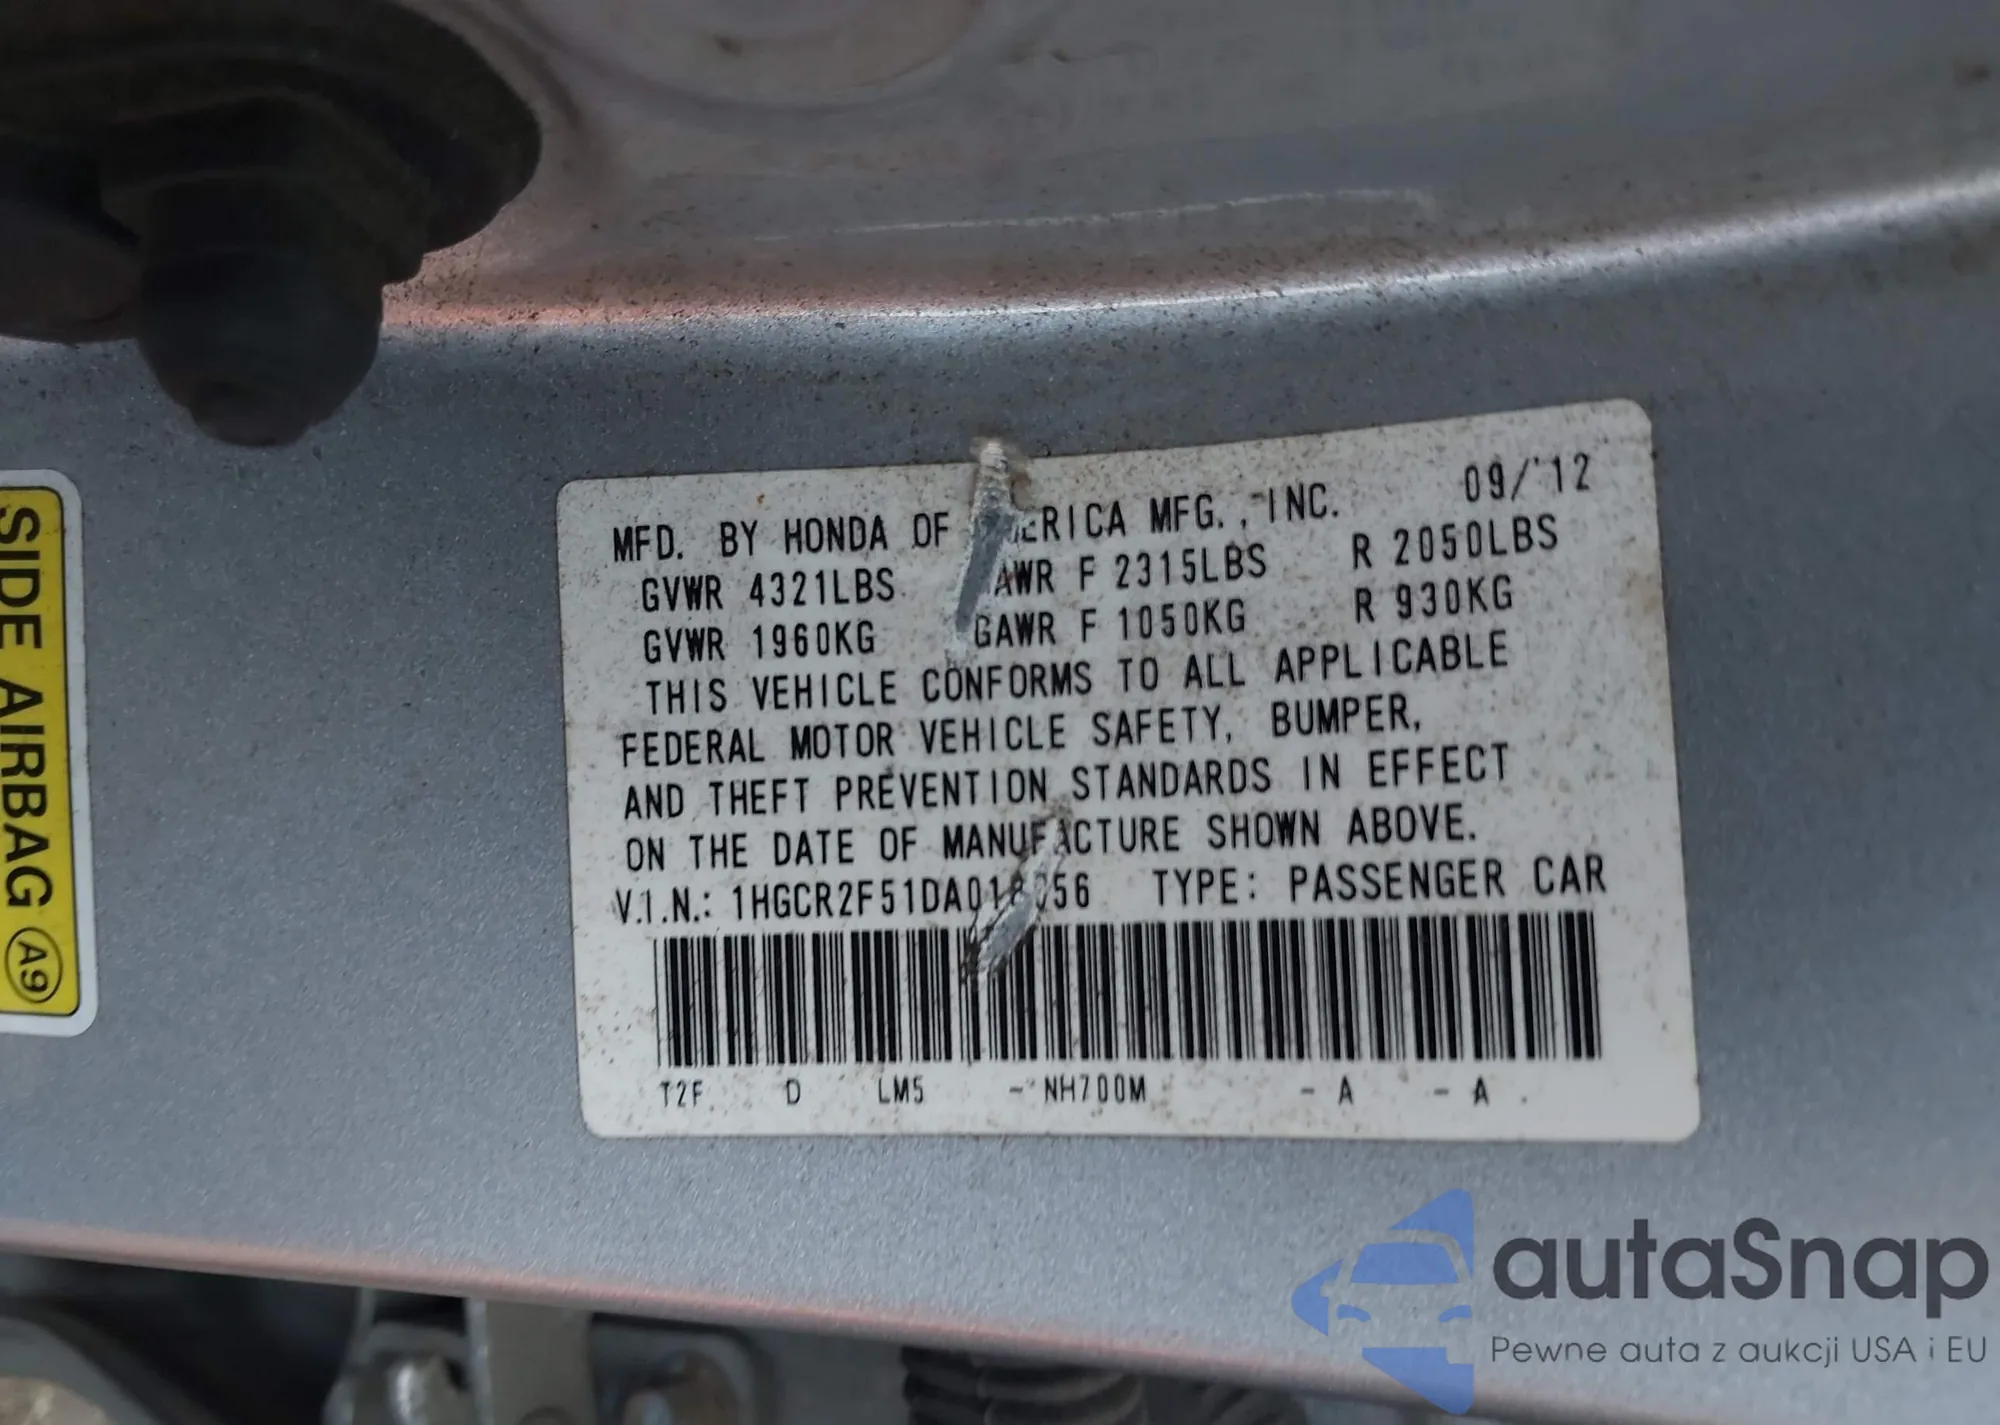 SIDE AIRBAG A9
09/'12
MFD. BY HONDA OF MFG., INC.
GVWR 4321LBS F 2315LBS R 2050LBS
GVWR 1960KG GAWR F 1050KG R 930KG
THIS VEHICLE CONFORMS TO ALL APPLICABLE
FEDERAL MOTOR VEHICLE SAFETY, BUMPER,
AND THEFT PREVENTION STANDARDS IN EFFECT
ON THE DATE OF MANUFACTURE SHOWN ABOVE.
V.I.N.: TYPE: PASSENGER CAR
T2F D LM5 - NH700M - A - A
autaSnap
Pewne auta z aukcji USA i EU